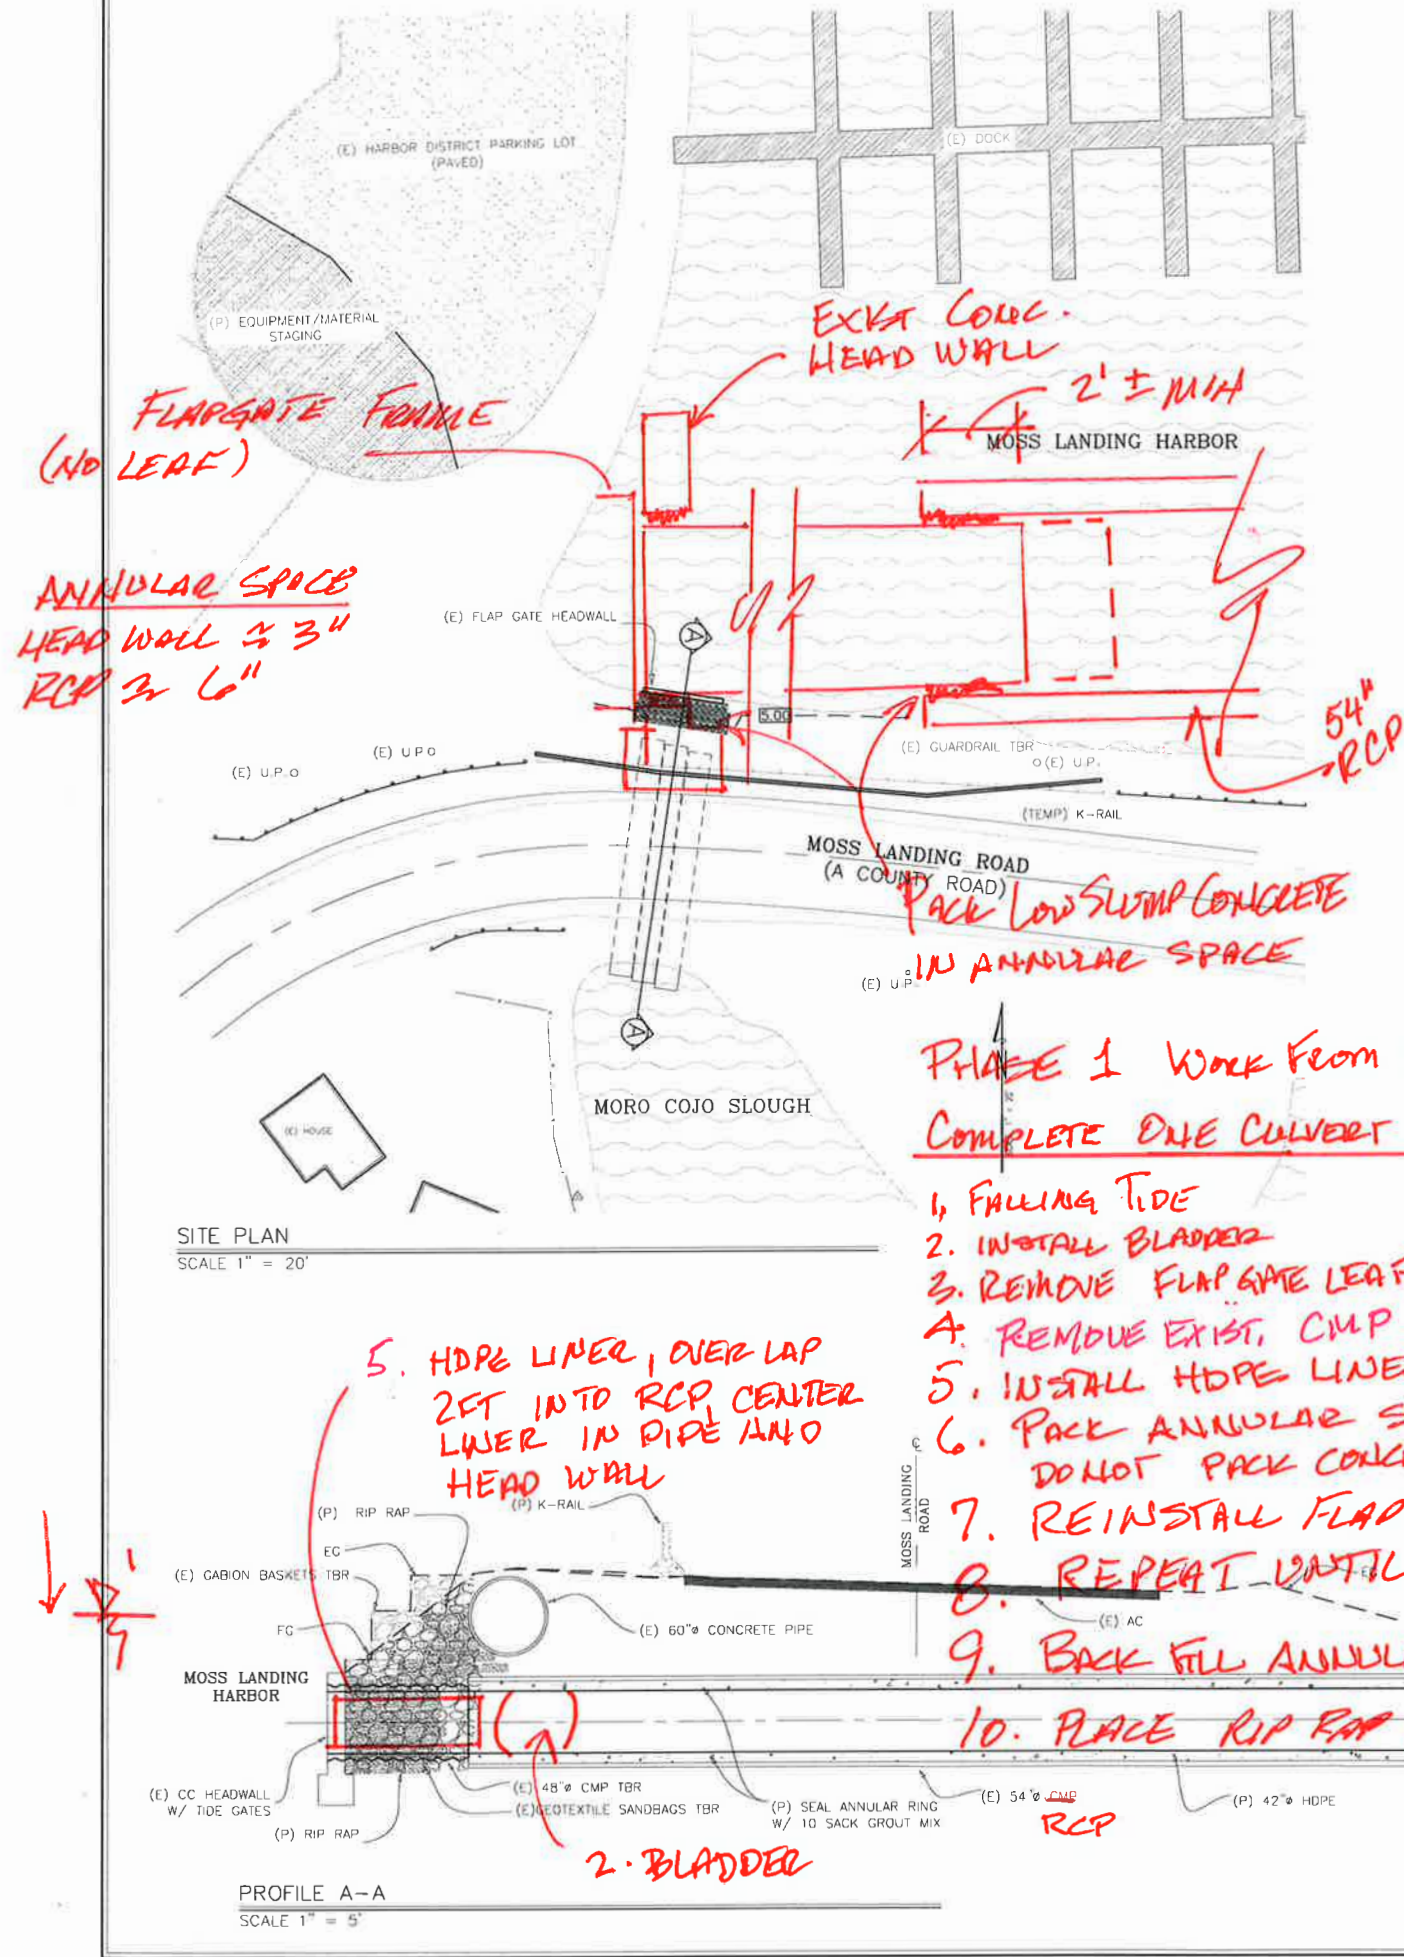 (E) HARBOR DISTRICT PARKING LOT
(PAVED)
(E) DOCK
(P) EQUIPMENT/MATERIAL
STAGING
EXIST CONC.
HEAD WALL
2' ± MIN
MOSS LANDING HARBOR
FLAPGATE FRAME
(NO LEAF)
ANNULAR SPACE
HEAD WALL ≈ 3"
RCP ≈ 6"
(E) FLAP GATE HEADWALL
A
5.00
54"
RCP
(E) GUARDRAIL TBR
(E) U.P.
(E) U P
(E) U.P.
(TEMP) K-RAIL
MOSS LANDING ROAD
(A COUNTY ROAD)
PACK LOW SLUMP CONCRETE
IN ANNULAR SPACE
(E) U.P.
A
MORO COJO SLOUGH
(E) HOUSE
PHASE 1 WORK FROM
COMPLETE ONE CULVERT
1. FALLING TIDE
2. INSTALL BLADDER
3. REMOVE FLAP GATE LEAF
4. REMOVE EXIST. CMP
5. INSTALL HDPE LINE
6. PACK ANNULAR S
DO NOT PACK CONC
7. REINSTALL FLAP
8. REPEAT UNTIL
9. BACK FILL ANNUL
10. PLACE RIP RAP
SITE PLAN
SCALE 1" = 20'
5. HDPE LINER, OVER LAP
2FT INTO RCP, CENTER
LINER IN PIPE AND
HEAD WALL
(P) K-RAIL
(P) RIP RAP
EG
(E) GABION BASKETS TBR
FG
MOSS LANDING
ROAD
℄
(E) 60"ø CONCRETE PIPE
(E) AC
MOSS LANDING
HARBOR
(E) CC HEADWALL
W/ TIDE GATES
(P) RIP RAP
(E) 48"ø CMP TBR
(E)GEOTEXTILE SANDBAGS TBR
(P) SEAL ANNULAR RING
W/ 10 SACK GROUT MIX
(E) 54"ø CMP
RCP
(P) 42"ø HDPE
2. BLADDER
PROFILE A-A
SCALE 1" = 5'